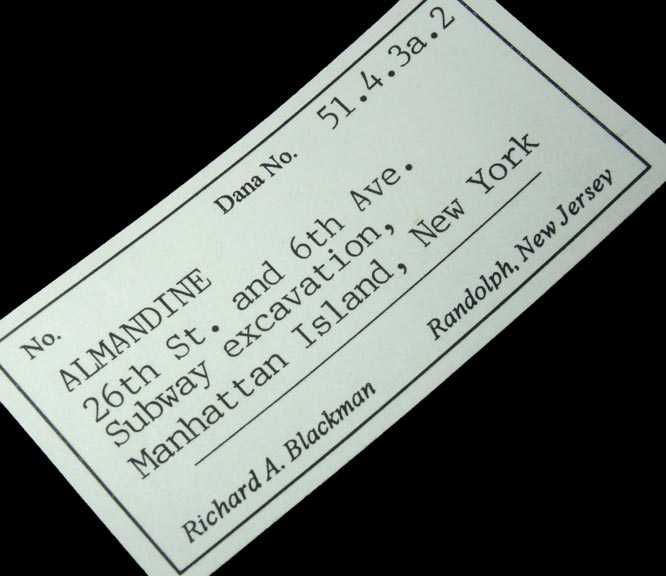 No. Dana No. 51.4.3a.2
ALMANDINE
26th St. and 6th Ave.
Subway excavation,
Manhattan Island, New York
Richard A. Blackman Randolph, New Jersey